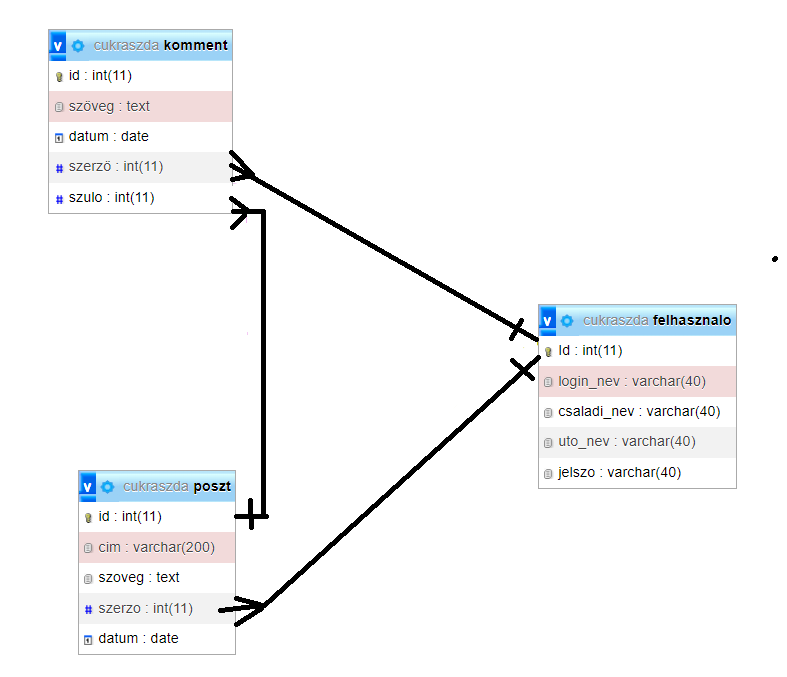 v cukraszda komment
id : int(11)
szöveg : text
datum : date
# szerző : int(11)
# szulo : int(11)
v cukraszda felhasznalo
Id : int(11)
login_nev : varchar(40)
csaladi_nev : varchar(40)
uto_nev : varchar(40)
jelszo : varchar(40)
v cukraszda poszt
id : int(11)
cim : varchar(200)
szoveg : text
# szerzo : int(11)
datum : date